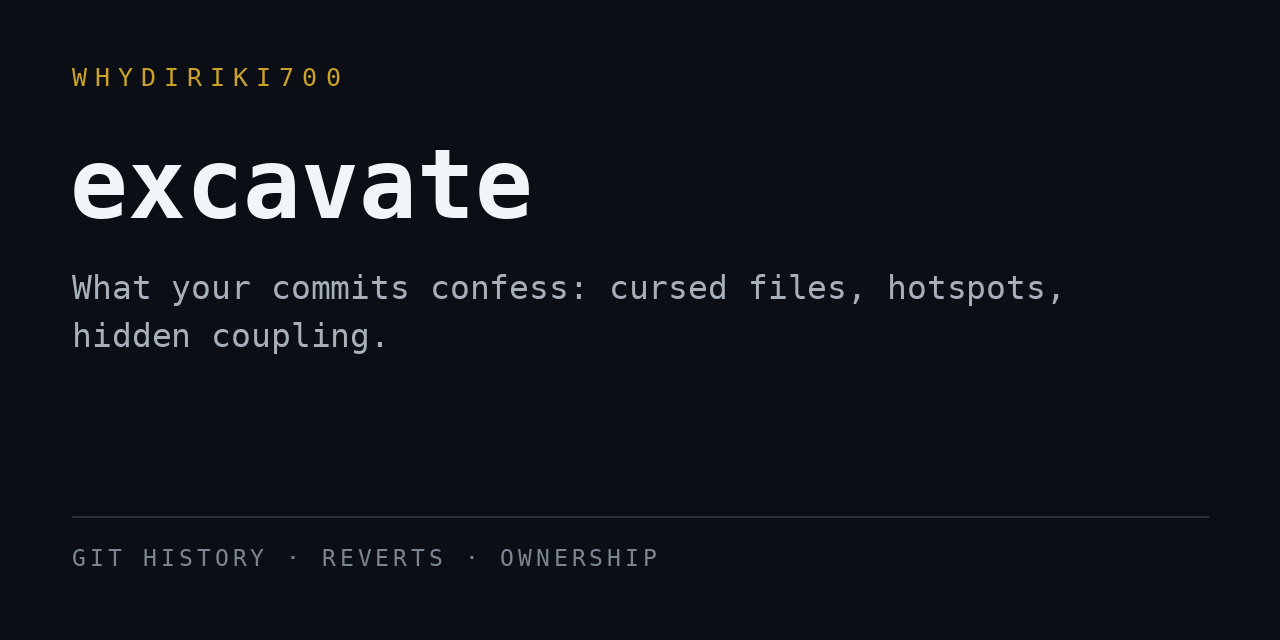 WHYDIRIKI700
excavate
What your commits confess: cursed files, hotspots,
hidden coupling.
GIT HISTORY · REVERTS · OWNERSHIP